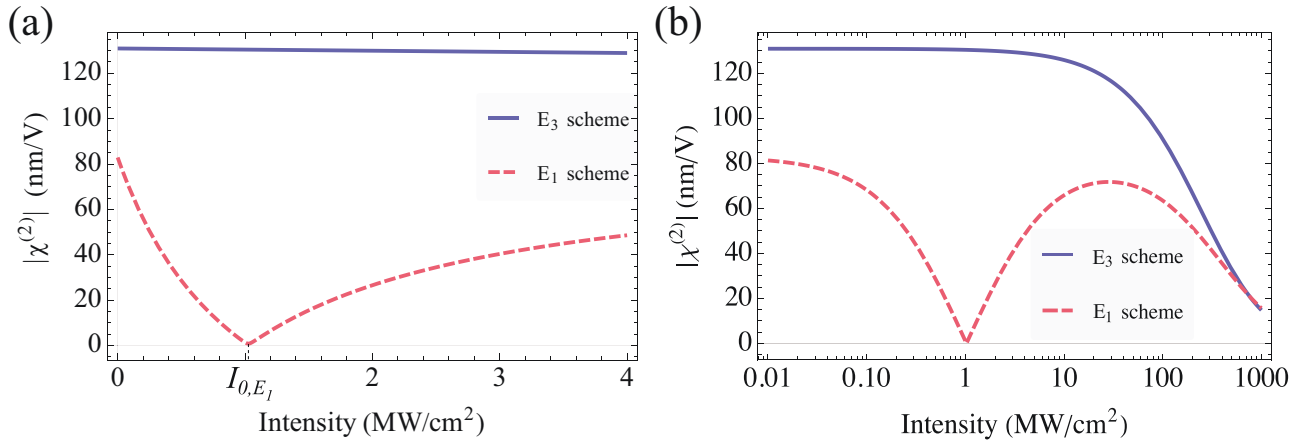 (a)
|χ⁽²⁾| (nm/V)
120
100
80
60
40
20
0
E₃ scheme
E₁ scheme
0
I₀,E₁
2
3
4
Intensity (MW/cm²)
(b)
|χ⁽²⁾| (nm/V)
120
100
80
60
40
20
0
E₃ scheme
E₁ scheme
0.01
0.10
1
10
100
1000
Intensity (MW/cm²)